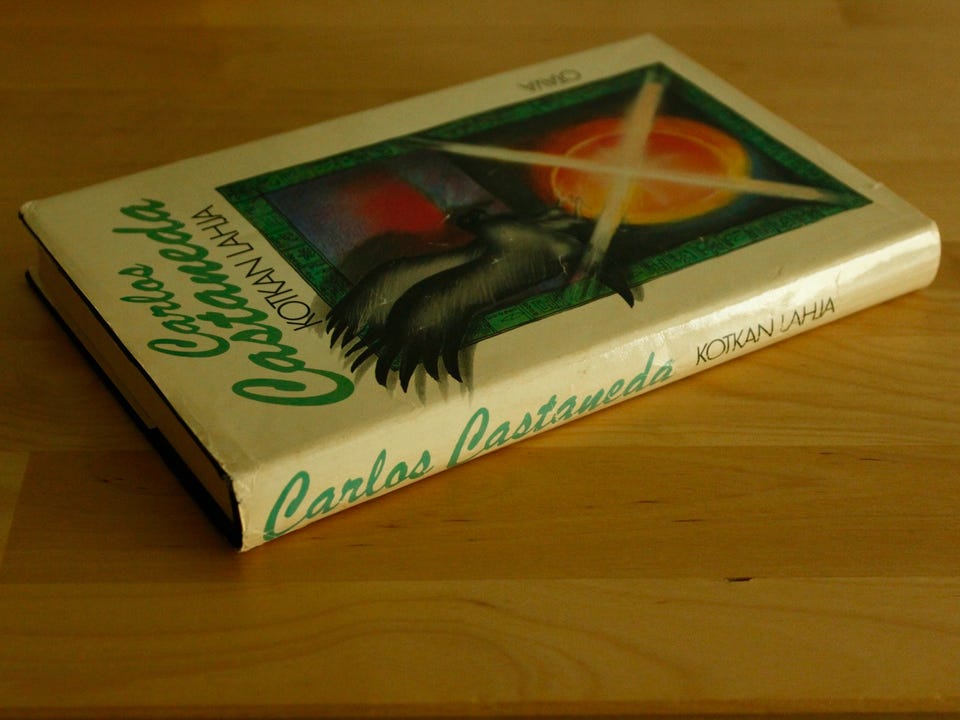 Carlos
Castaneda
KOTKAN LAHJA
OTAVA
Carlos Castaneda KOTKAN LAHJA